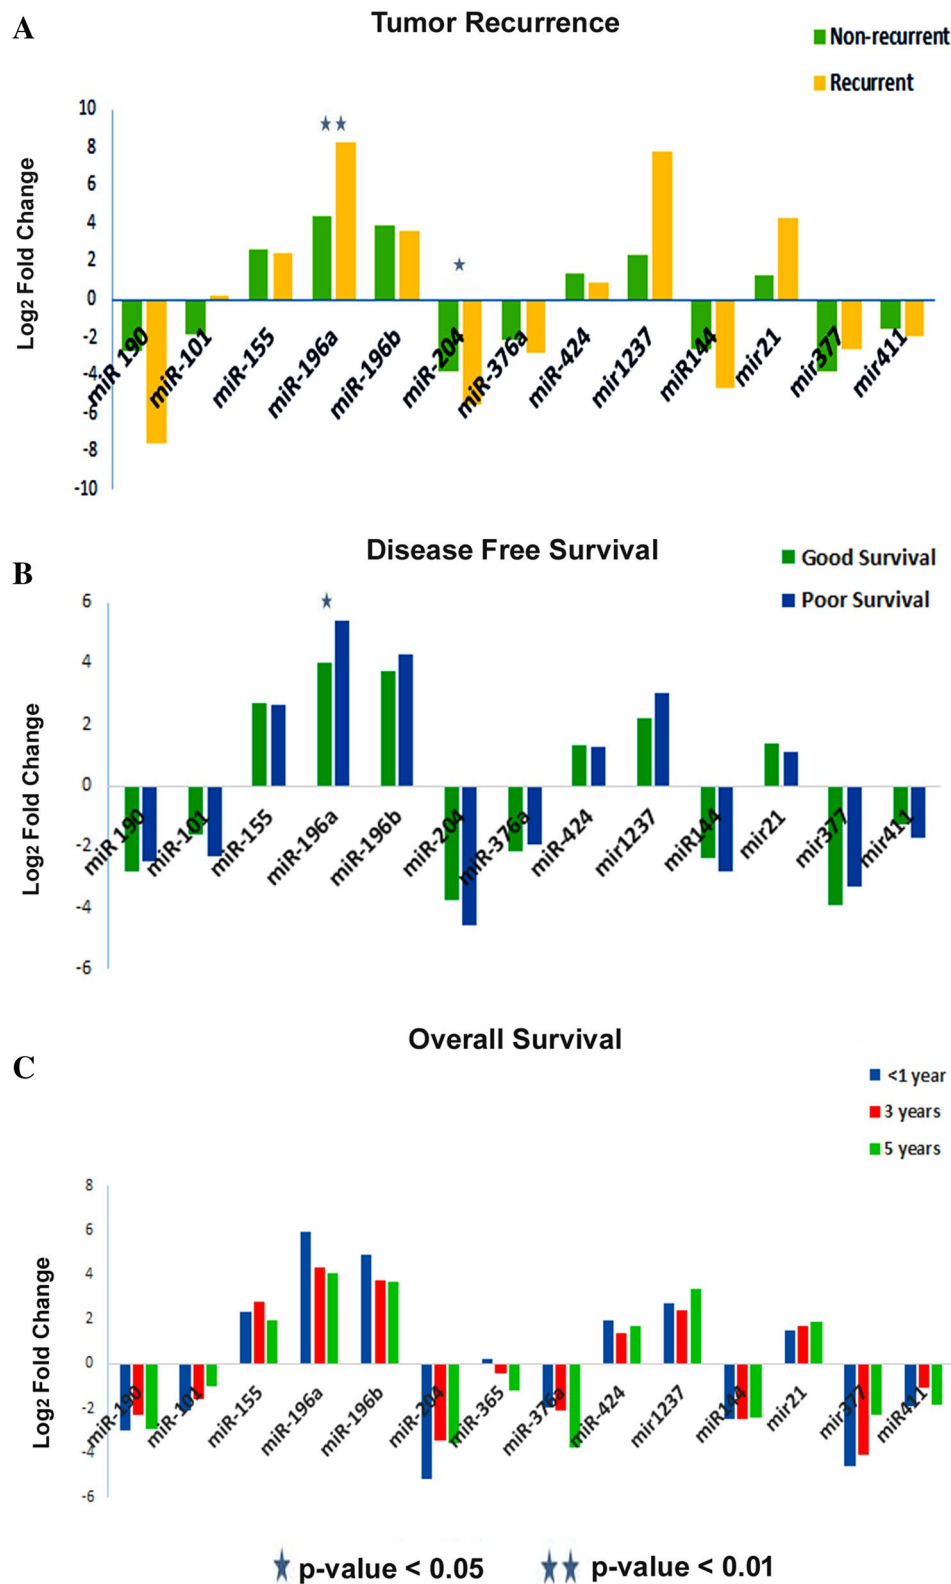 A
Tumor Recurrence
Non-recurrent
Recurrent
Log2 Fold Change
10
8
6
4
2
0
-2
-4
-6
-8
-10
miR 190
miR-101
miR-155
miR-196a
miR-196b
miR-204
miR-376a
miR-424
mir1237
miR144
mir21
mir377
mir411
B
Disease Free Survival
Good Survival
Poor Survival
Log2 Fold Change
6
4
2
0
-2
-4
-6
miR 190
miR-101
miR-155
miR-196a
miR-196b
miR-204
miR-376a
miR-424
mir1237
miR144
mir21
mir377
mir411
C
Overall Survival
<1 year
3 years
5 years
Log2 Fold Change
8
6
4
2
0
-2
-4
-6
miR-190
miR-101
miR-155
miR-196a
miR-196b
miR-204
miR-365
miR-376a
miR-424
mir1237
miR144
mir21
mir377
miR411
p-value < 0.05
p-value < 0.01